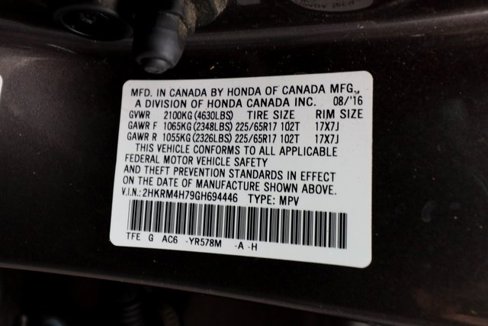 MFD. IN CANADA BY HONDA OF CANADA MFG.,
A DIVISION OF HONDA CANADA INC. 08/'16
GVWR 2100KG(4630LBS) TIRE SIZE RIM SIZE
GAWR F 1065KG(2348LBS)225/65R17 102T 17X7J
GAWR R 1055KG(2326LBS)225/65R17 102T 17X7J
THIS VEHICLE CONFORMS TO ALL APPLICABLE
FEDERAL MOTOR VEHICLE SAFETY
AND THEFT PREVENTION STANDARDS IN EFFECT
ON THE DATE OF MANUFACTURE SHOWN ABOVE.
V.I.N.:2HKRM4H79GH694446 TYPE: MPV
TFE G AC6 -YR578M -A-H